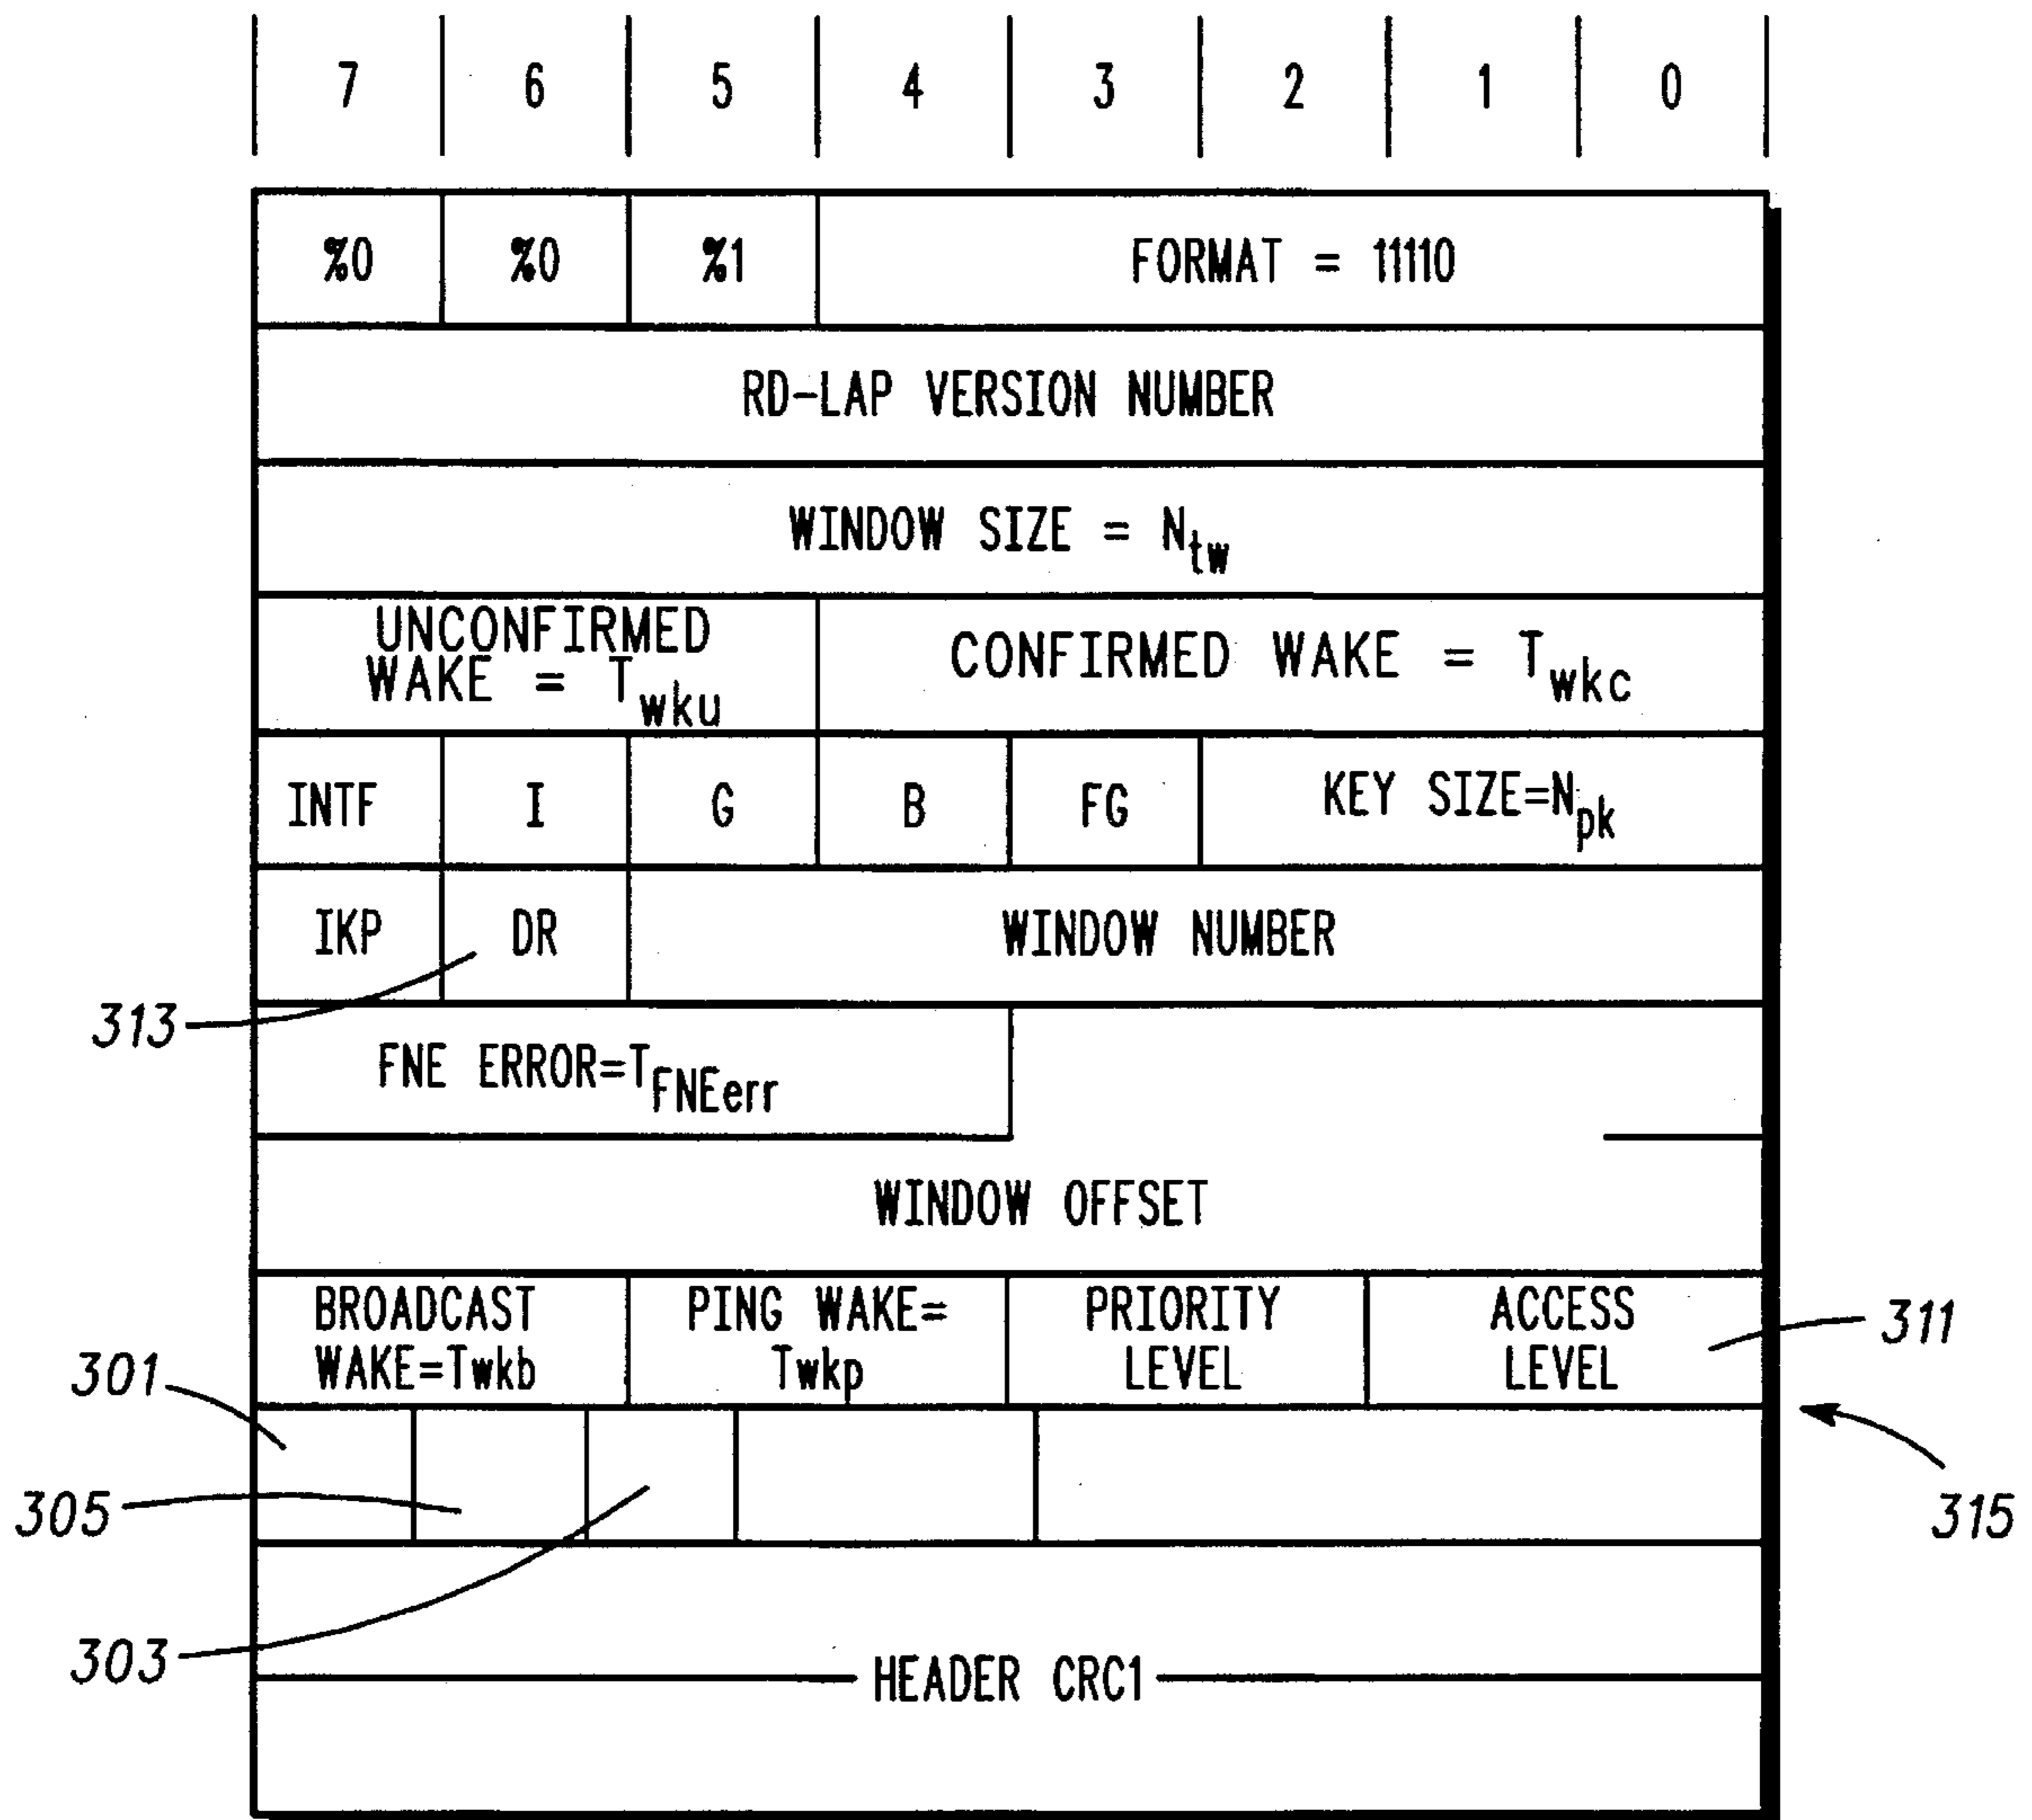 7 6 5 4 3 2 1 0
%0 %0 %1 FORMAT = 11110
RD-LAP VERSION NUMBER
WINDOW SIZE = Ntw
UNCONFIRMED
WAKE = Twku
CONFIRMED WAKE = Twkc
INTF I G B FG KEY SIZE=Npk
IKP DR WINDOW NUMBER
313
FNE ERROR=TFNEerr
WINDOW OFFSET
BROADCAST
WAKE=Twkb
PING WAKE=
Twkp
PRIORITY
LEVEL
ACCESS
LEVEL
311
301
305
315
303
HEADER CRC1